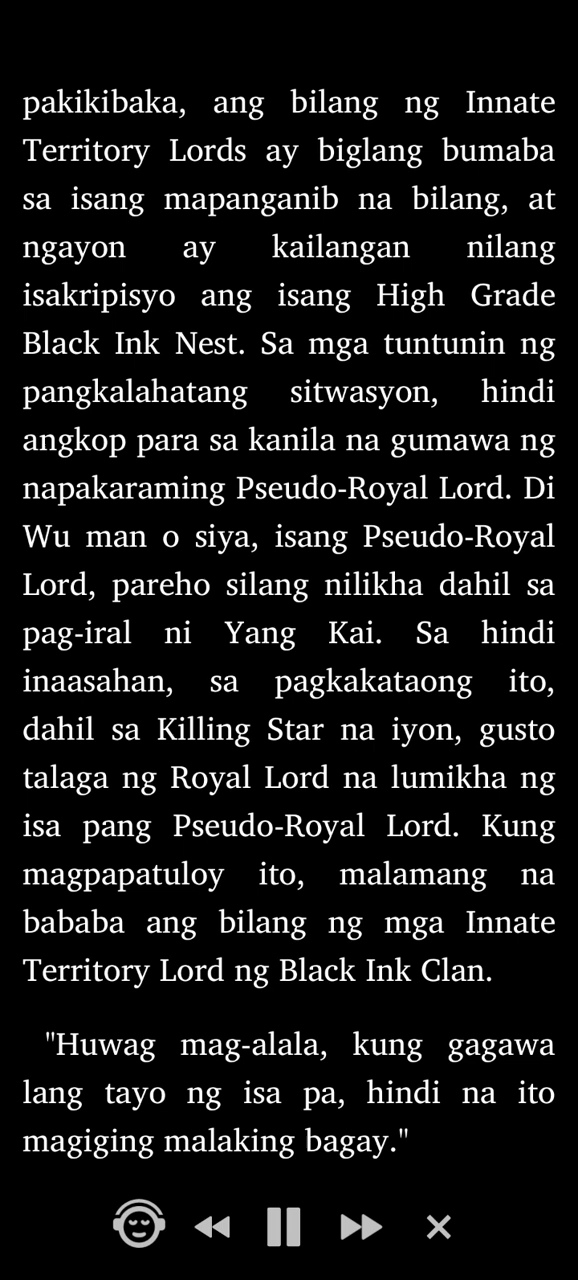 pakikibaka, ang bilang ng Innate
Territory Lords ay biglang bumaba
sa isang mapanganib na bilang, at
ngayon ay kailangan nilang
isakripisyo ang isang High Grade
Black Ink Nest. Sa mga tuntunin ng
pangkalahatang sitwasyon, hindi
angkop para sa kanila na gumawa ng
napakaraming Pseudo-Royal Lord. Di
Wu man o siya, isang Pseudo-Royal
Lord, pareho silang nilikha dahil sa
pag-iral ni Yang Kai. Sa hindi
inaasahan, sa pagkakataong ito,
dahil sa Killing Star na iyon, gusto
talaga ng Royal Lord na lumikha ng
isa pang Pseudo-Royal Lord. Kung
magpapatuloy ito, malamang na
bababa ang bilang ng mga Innate
Territory Lord ng Black Ink Clan.
"Huwag mag-alala, kung gagawa
lang tayo ng isa pa, hindi na ito
magiging malaking bagay."